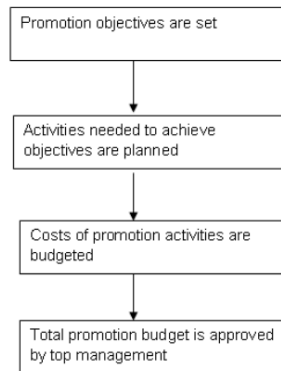 Promotion objectives are set
Activities needed to achieve
objectives are planned
Costs of promotion activities are
budgeted
Total promotion budget is approved
by top management